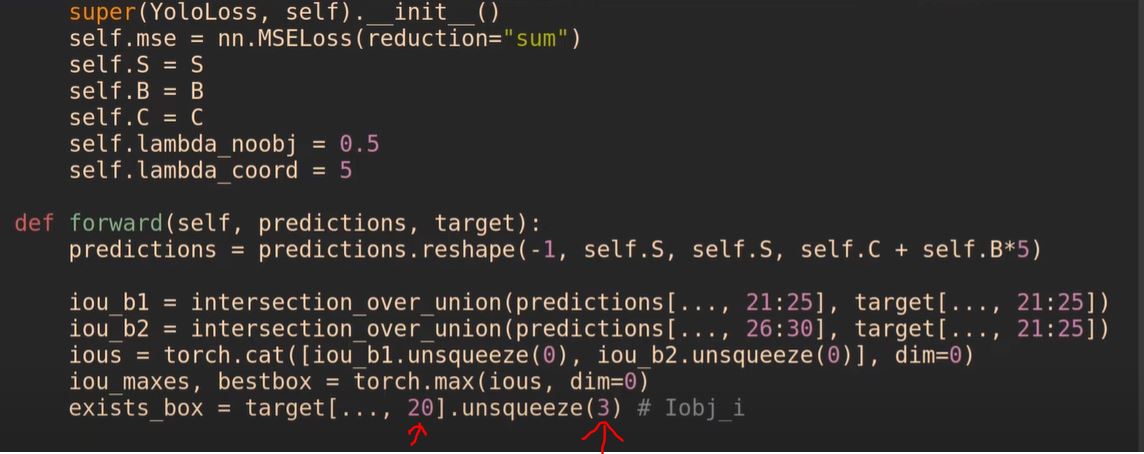 super(YoloLoss, self).__init__()
self.mse = nn.MSELoss(reduction="sum")
self.S = S
self.B = B
self.C = C
self.lambda_noobj = 0.5
self.lambda_coord = 5
def forward(self, predictions, target):
predictions = predictions.reshape(-1, self.S, self.S, self.C + self.B*5)
iou_b1 = intersection_over_union(predictions[..., 21:25], target[..., 21:25])
iou_b2 = intersection_over_union(predictions[..., 26:30], target[..., 21:25])
ious = torch.cat([iou_b1.unsqueeze(0), iou_b2.unsqueeze(0)], dim=0)
iou_maxes, bestbox = torch.max(ious, dim=0)
exists_box = target[..., 20].unsqueeze(3) # Iobj_i